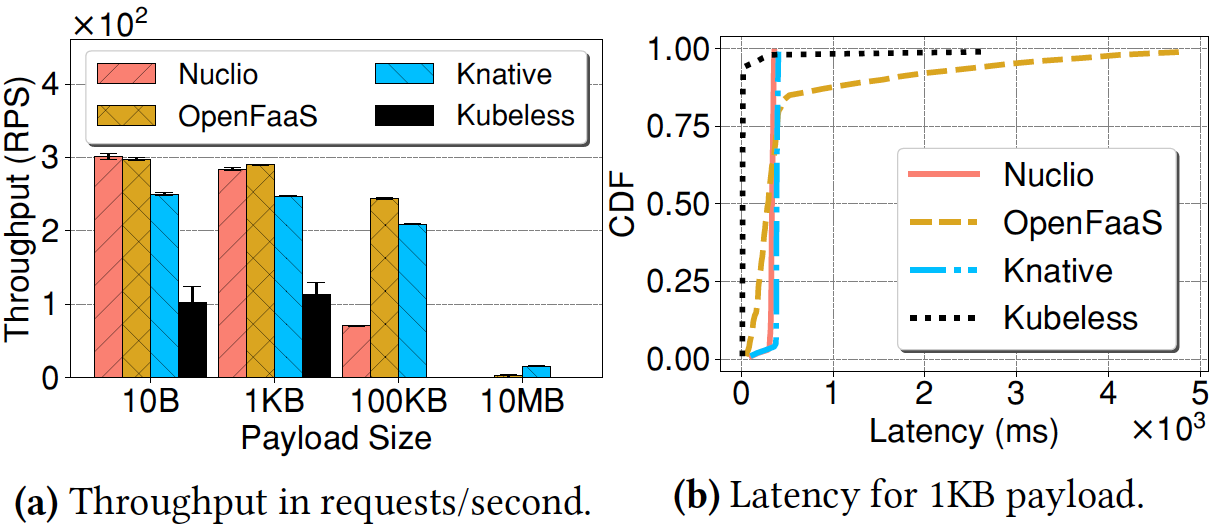 ×10²
Throughput (RPS)
4
3
2
1
0
Nuclio
OpenFaaS
Knative
Kubeless
10B 1KB 100KB 10MB
Payload Size
(a) Throughput in requests/second.
CDF
1.00
0.75
0.50
0.25
0.00
Nuclio
OpenFaaS
Knative
Kubeless
0 1 2 3 4 5
Latency (ms) ×10³
(b) Latency for 1KB payload.